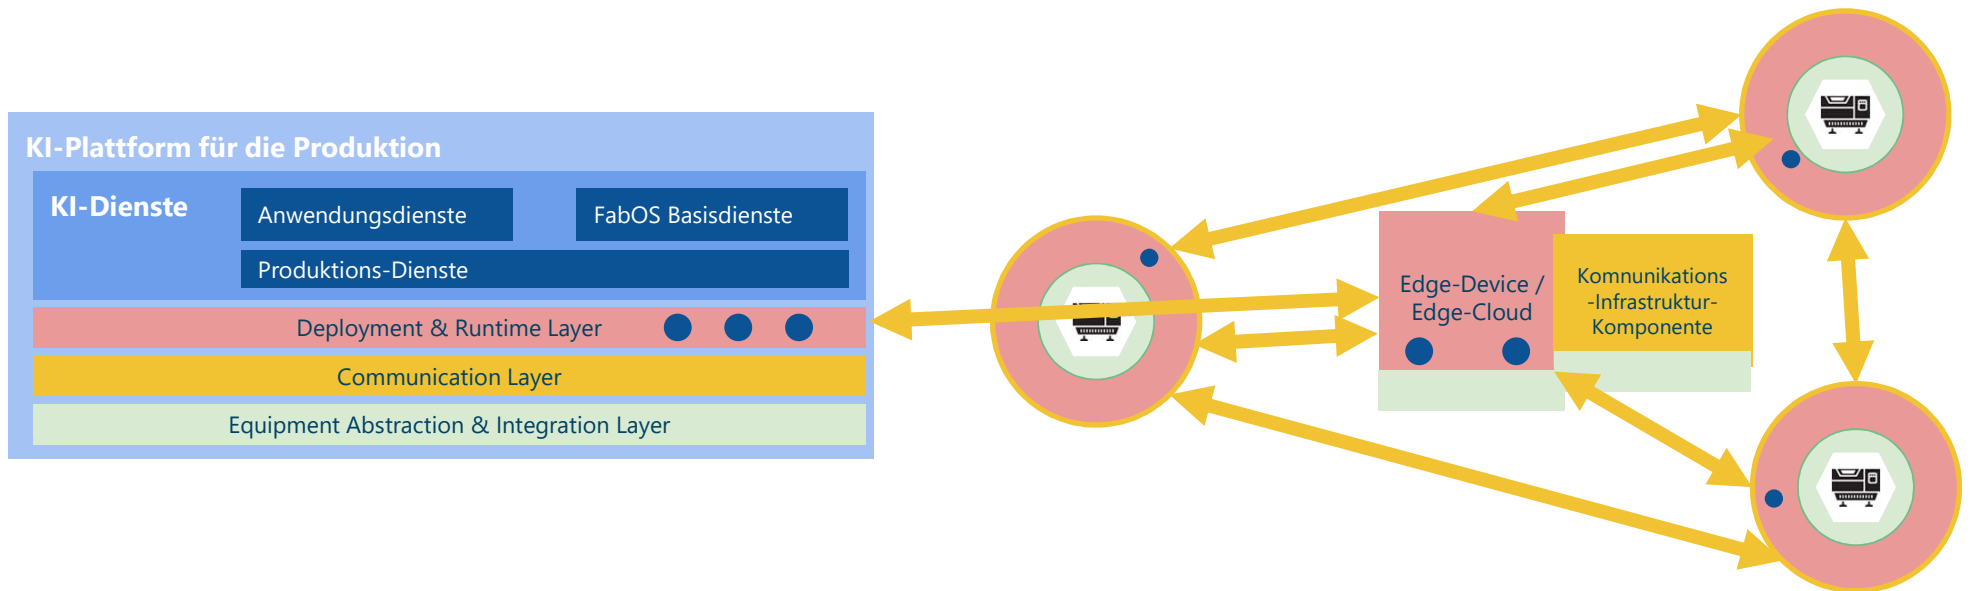 KI-Plattform für die Produktion
KI-Dienste
Anwendungsdienste
FabOS Basisdienste
Produktions-Dienste
Deployment & Runtime Layer
Communication Layer
Equipment Abstraction & Integration Layer
Edge-Device /
Edge-Cloud
Komnunikations
-Infrastruktur-
Komponente